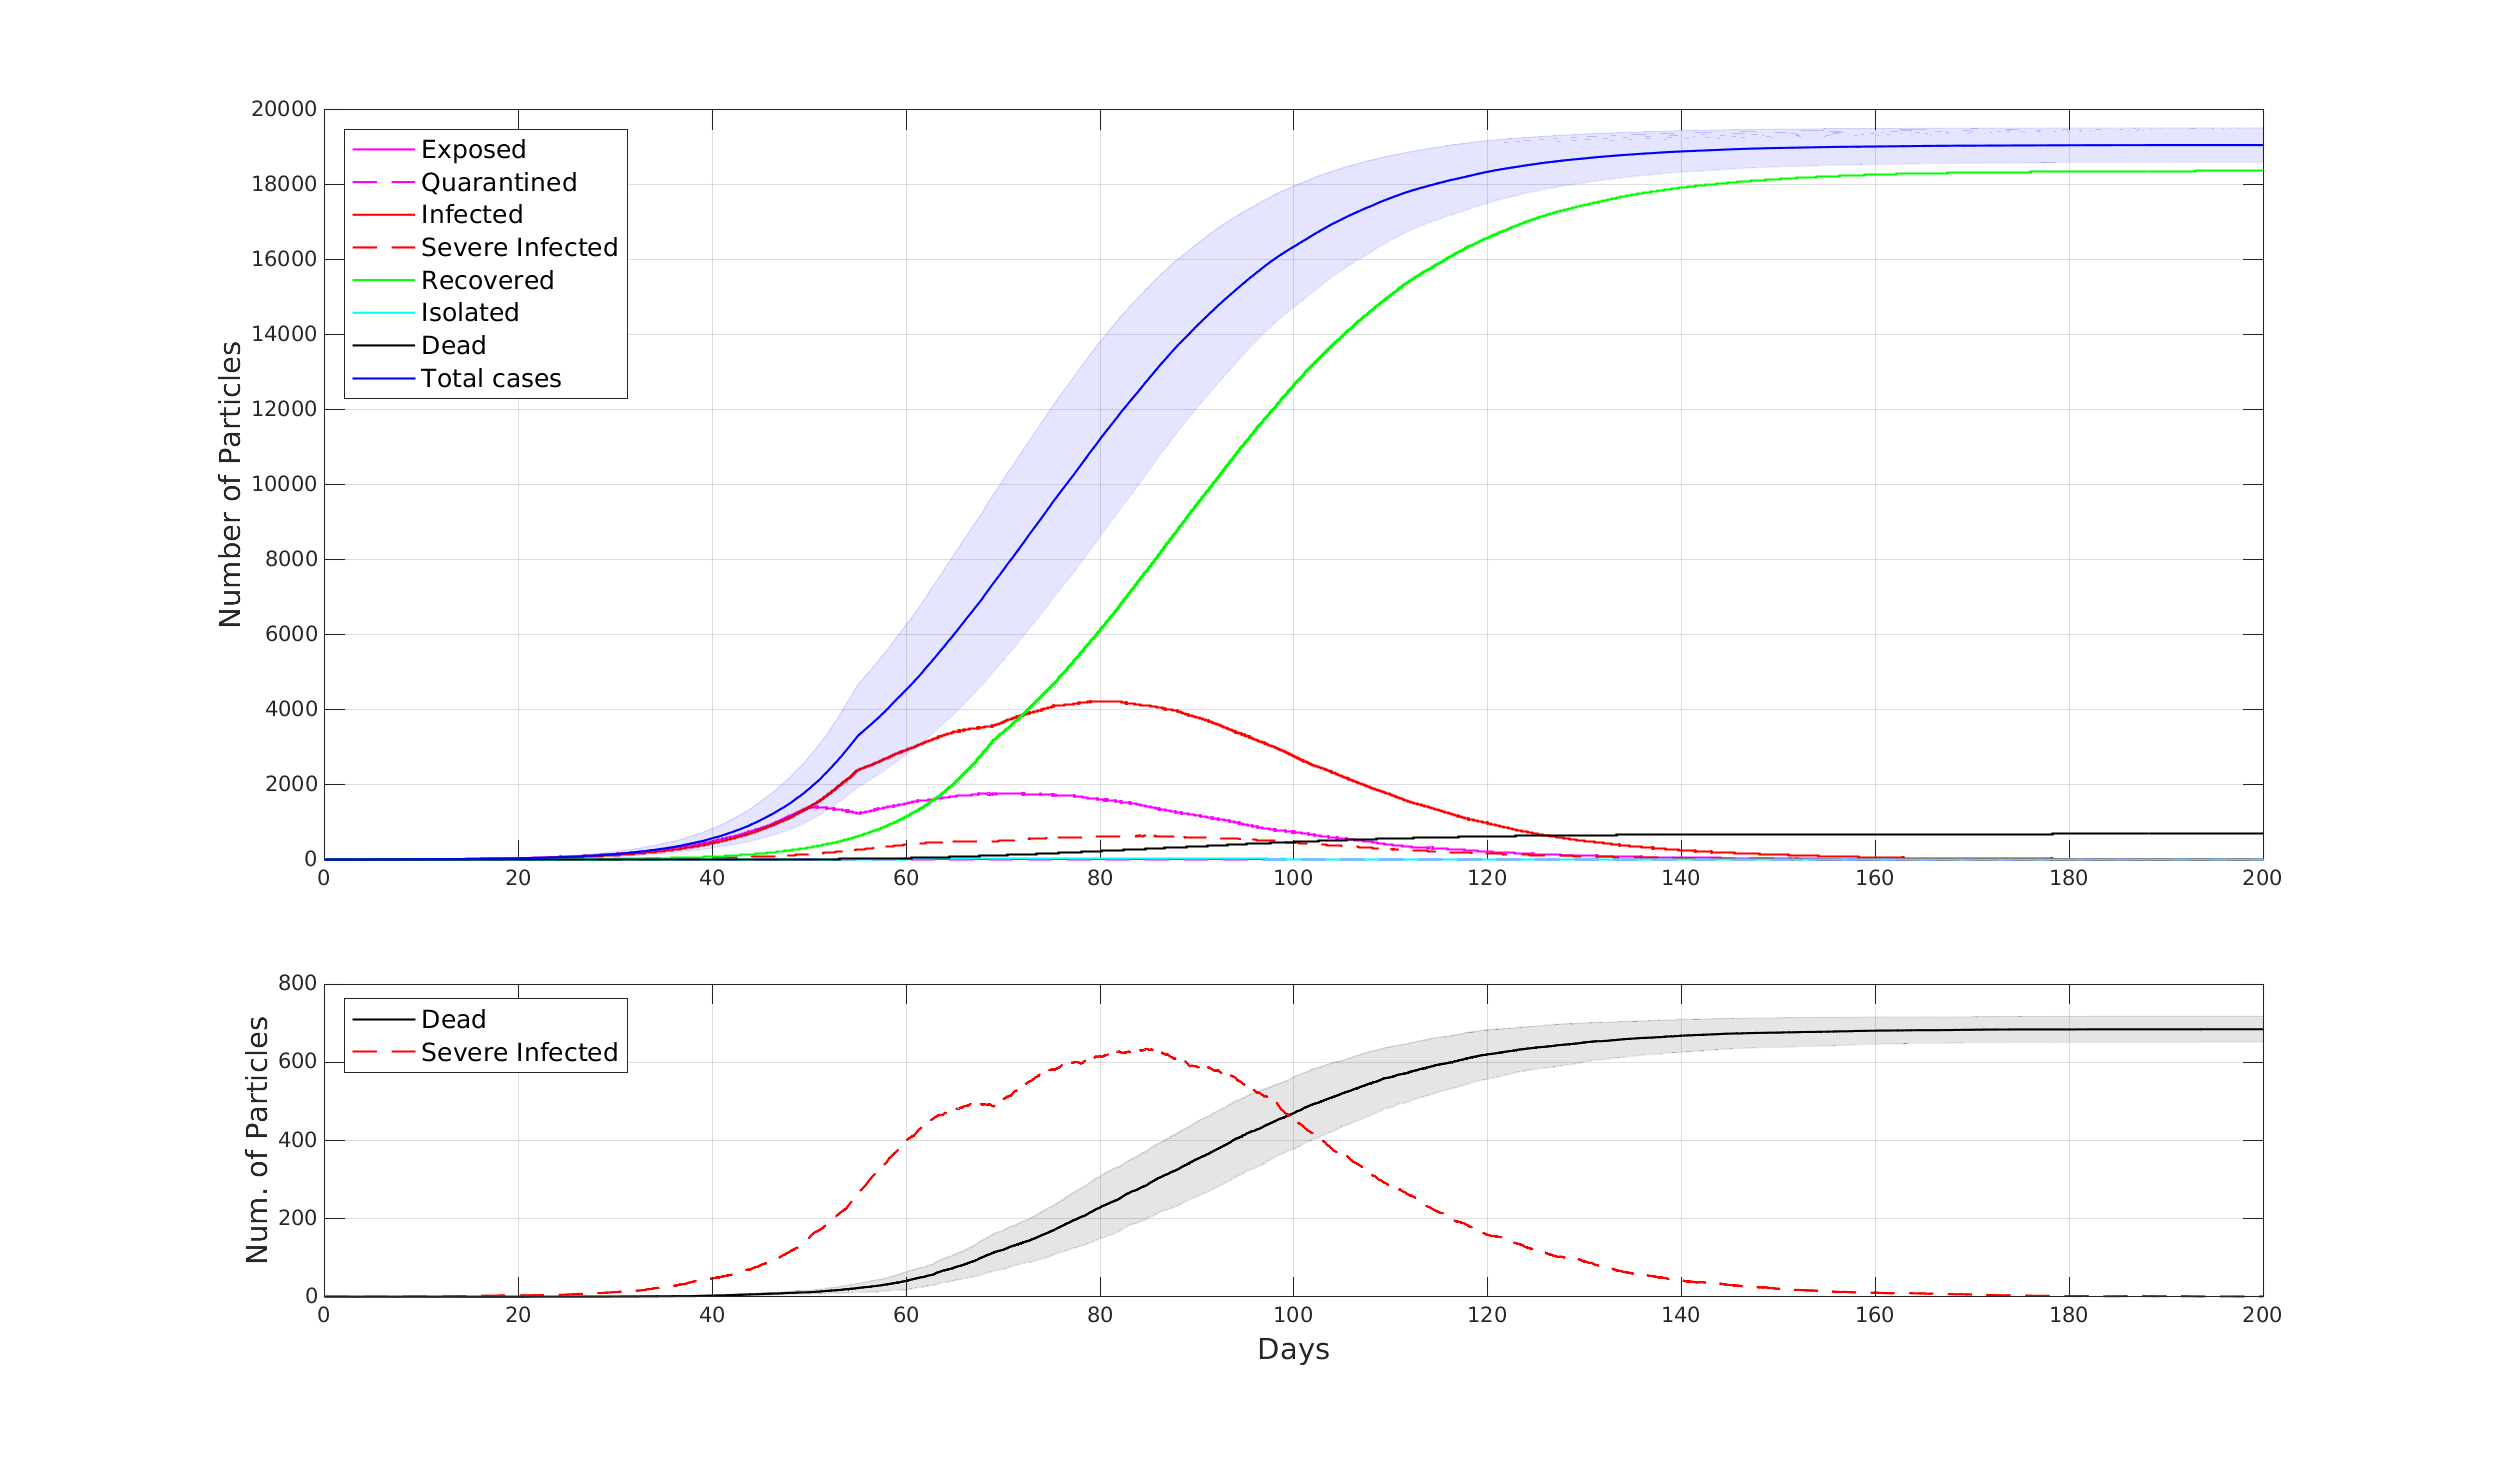 20000
18000
16000
14000
12000
10000
8000
6000
4000
2000
0
Number of Particles
Exposed
Quarantined
Infected
Severe Infected
Recovered
Isolated
Dead
Total cases
0 20 40 60 80 100 120 140 160 180 200
800
600
400
200
0
Num. of Particles
Dead
Severe Infected
0 20 40 60 80 100 120 140 160 180 200
Days